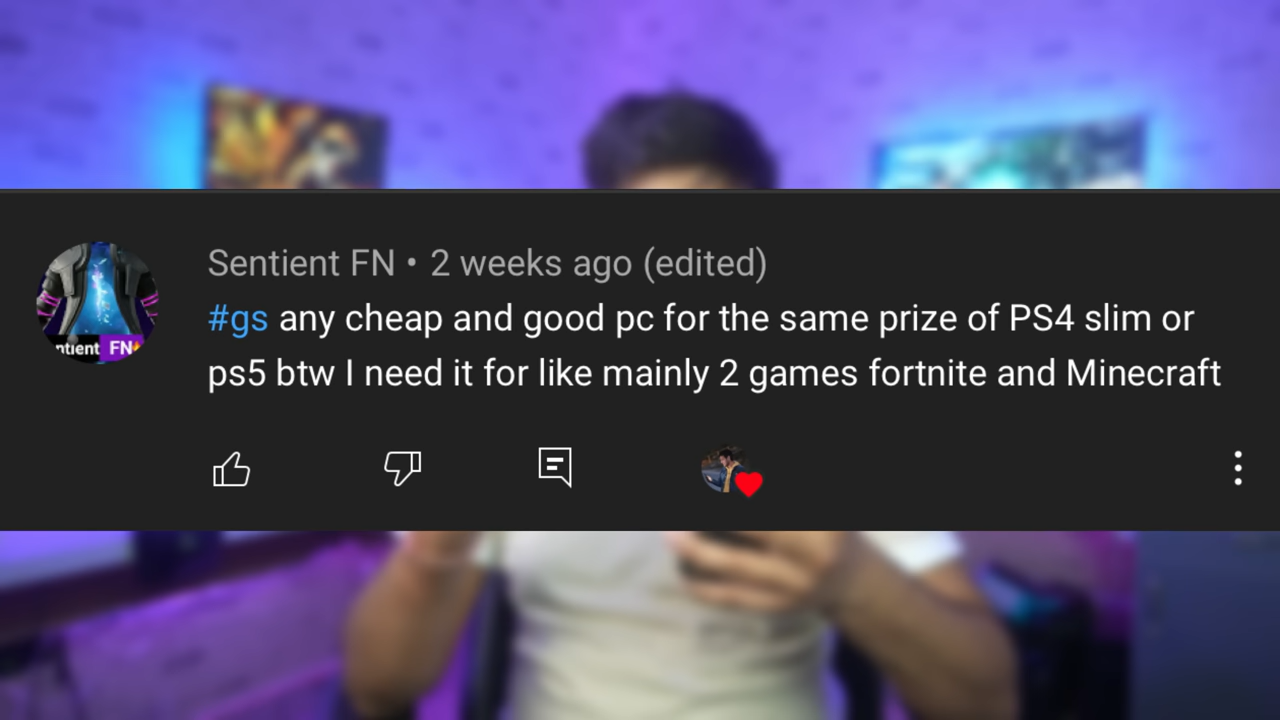 Sentient FN • 2 weeks ago (edited)
#gs any cheap and good pc for the same prize of PS4 slim or
ps5 btw I need it for like mainly 2 games fortnite and Minecraft
ntient FN